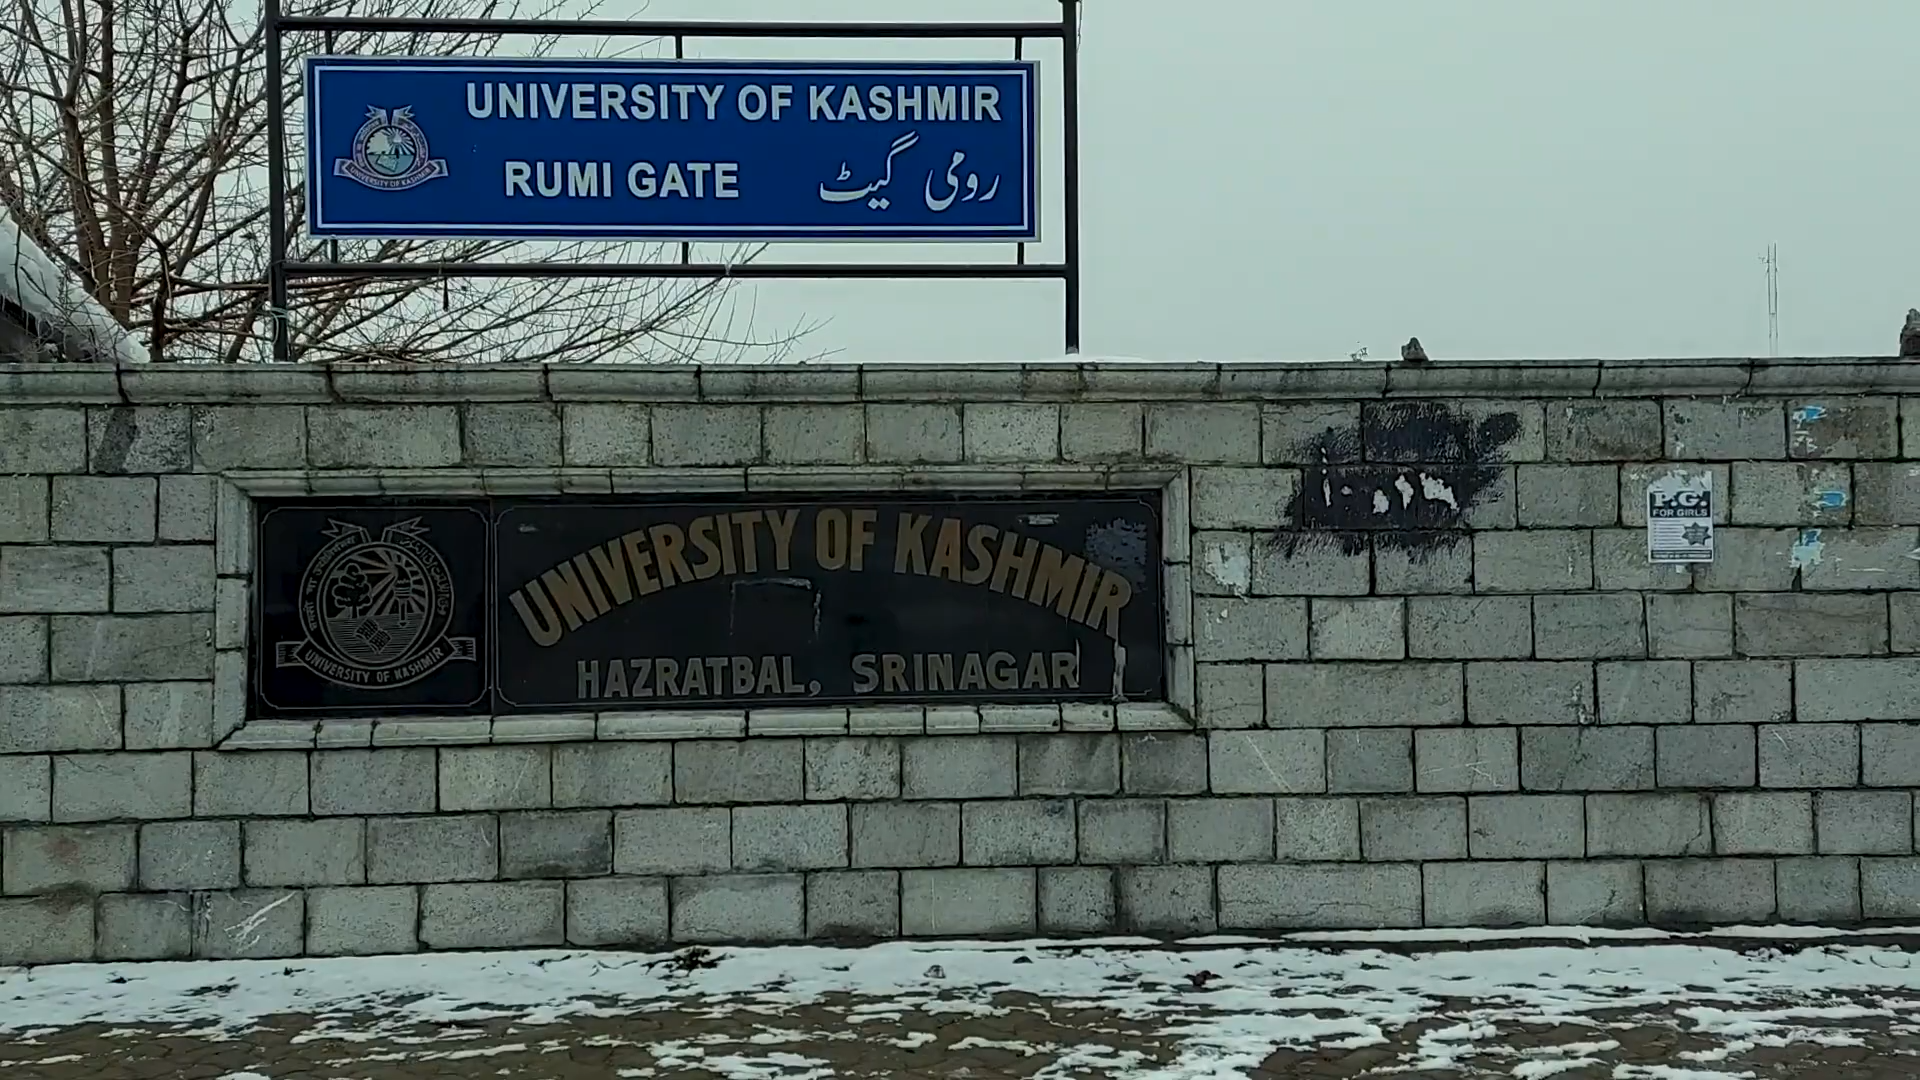 UNIVERSITY OF KASHMIR
RUMI GATE رومی گیٹ
UNIVERSITY OF KASHMIR
UNIVERSITY OF KASHMIR
HAZRATBAL, SRINAGAR
UNIVERSITY OF KASHMIR
P.G.
FOR GIRLS